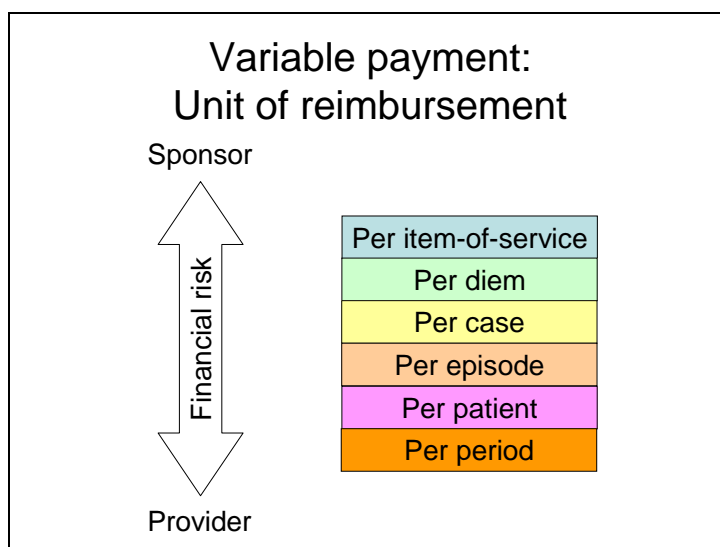 Variable payment:
Unit of reimbursement
Sponsor
Financial risk
Provider
Per item-of-service
Per diem
Per case
Per episode
Per patient
Per period